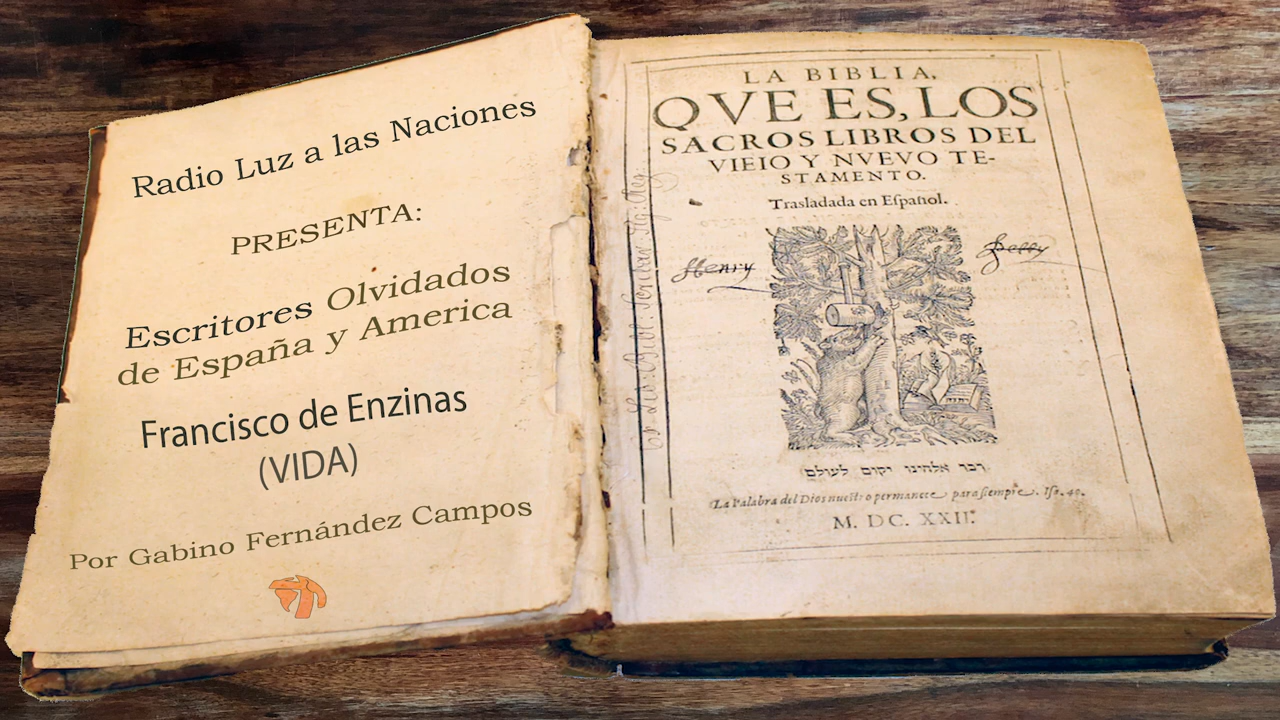 Radio Luz a las Naciones
PRESENTA:
Escritores Olvidados
de España y America
Francisco de Enzinas
(VIDA)
Por Gabino Fernández Campos
LA BIBLIA,
QVE ES, LOS
SACROS LIBROS DEL
VIEIO Y NVEVO TE-
STAMENTO.
Trasladada en Eſpañol.
Henry
דבר אלהינו יקום לעולם
La Palabra del Dios nueſtro permanece para ſiempre. Iſa. 40.
M. DC. XXII.